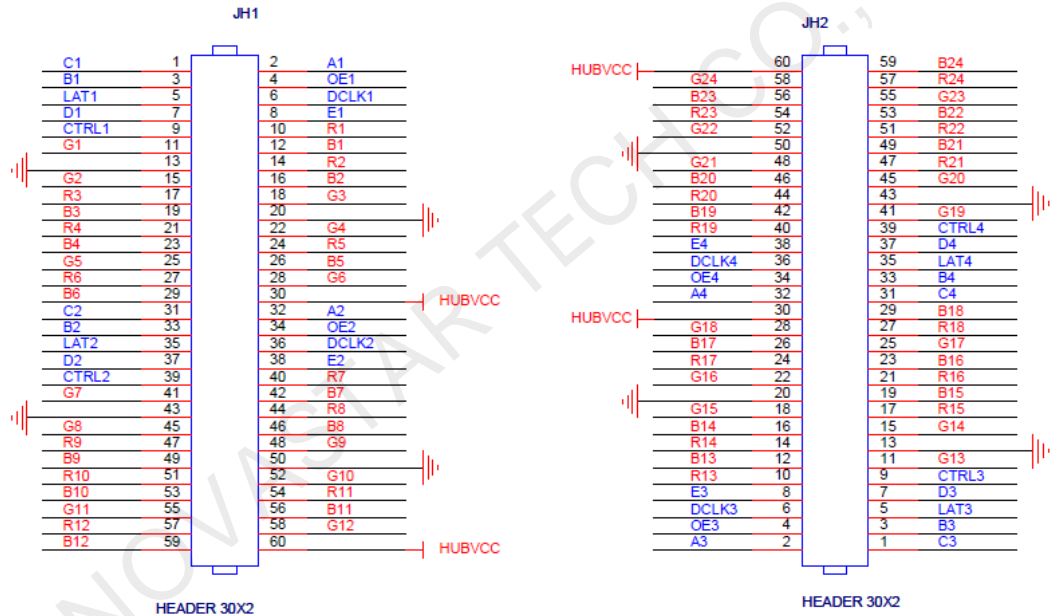 JH1
C1 1 2 A1
B1 3 4 OE1
LAT1 5 6 DCLK1
D1 7 8 E1
CTRL1 9 10 R1
G1 11 12 B1
13 14 R2
G2 15 16 B2
R3 17 18 G3
B3 19 20
R4 21 22 G4
B4 23 24 R5
G5 25 26 B5
R6 27 28 G6
B6 29 30 HUBVCC
C2 31 32 A2
B2 33 34 OE2
LAT2 35 36 DCLK2
D2 37 38 E2
CTRL2 39 40 R7
G7 41 42 B7
43 44 R8
G8 45 46 B8
R9 47 48 G9
B9 49 50
R10 51 52 G10
B10 53 54 R11
G11 55 56 B11
R12 57 58 G12
B12 59 60 HUBVCC
HEADER 30X2
JH2
HUBVCC 60 59 B24
G24 58 57 R24
B23 56 55 G23
R23 54 53 B22
G22 52 51 R22
50 49 B21
G21 48 47 R21
B20 46 45 G20
R20 44 43
B19 42 41 G19
R19 40 39 CTRL4
E4 38 37 D4
DCLK4 36 35 LAT4
OE4 34 33 B4
A4 32 31 C4
HUBVCC 30 29 B18
G18 28 27 R18
B17 26 25 G17
R17 24 23 B16
G16 22 21 R16
20 19 B15
G15 18 17 R15
B14 16 15 G14
R14 14 13
B13 12 11 G13
R13 10 9 CTRL3
E3 8 7 D3
DCLK3 6 5 LAT3
OE3 4 3 B3
A3 2 1 C3
HEADER 30X2
NOVASTAR TECH CO.,